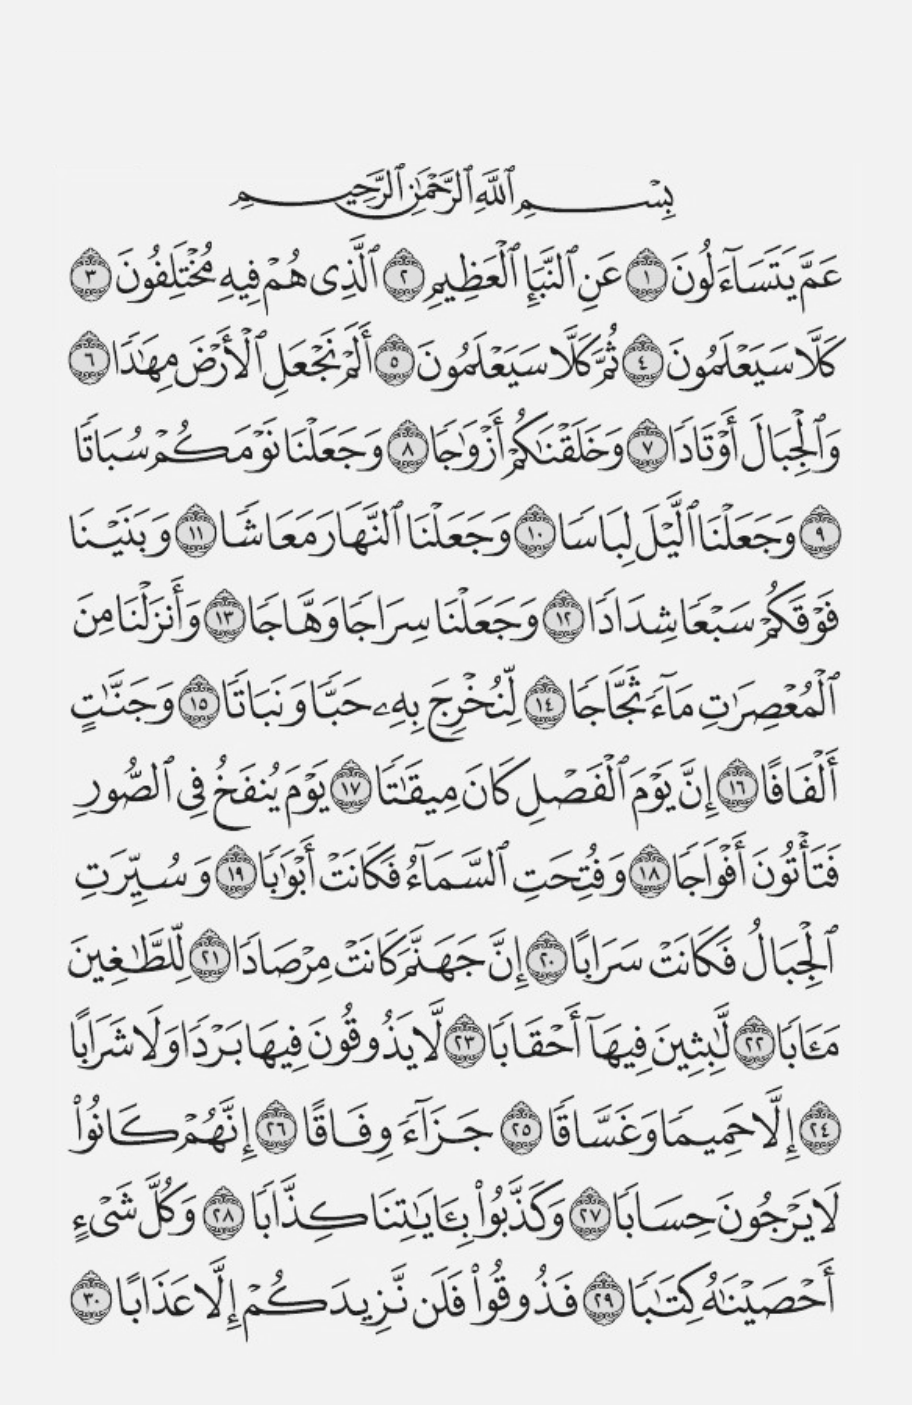 بِسْمِ ٱللَّهِ ٱلرَّحْمَٰنِ ٱلرَّحِيمِ
عَمَّ يَتَسَآءَلُونَ ١ عَنِ ٱلنَّبَإِ ٱلْعَظِيمِ ٢ ٱلَّذِى هُمْ فِيهِ مُخْتَلِفُونَ ٣
كَلَّا سَيَعْلَمُونَ ٤ ثُمَّ كَلَّا سَيَعْلَمُونَ ٥ أَلَمْ نَجْعَلِ ٱلْأَرْضَ مِهَٰدًا ٦
وَٱلْجِبَالَ أَوْتَادًا ٧ وَخَلَقْنَٰكُمْ أَزْوَٰجًا ٨ وَجَعَلْنَا نَوْمَكُمْ سُبَاتًا
٩ وَجَعَلْنَا ٱلَّيْلَ لِبَاسًا ١٠ وَجَعَلْنَا ٱلنَّهَارَ مَعَاشًا ١١ وَبَنَيْنَا
فَوْقَكُمْ سَبْعًا شِدَادًا ١٢ وَجَعَلْنَا سِرَاجًا وَهَّاجًا ١٣ وَأَنزَلْنَا مِنَ
ٱلْمُعْصِرَٰتِ مَآءً ثَجَّاجًا ١٤ لِّنُخْرِجَ بِهِۦ حَبًّا وَنَبَاتًا ١٥ وَجَنَّٰتٍ
أَلْفَافًا ١٦ إِنَّ يَوْمَ ٱلْفَصْلِ كَانَ مِيقَٰتًا ١٧ يَوْمَ يُنفَخُ فِى ٱلصُّورِ
فَتَأْتُونَ أَفْوَاجًا ١٨ وَفُتِحَتِ ٱلسَّمَآءُ فَكَانَتْ أَبْوَٰبًا ١٩ وَسُيِّرَتِ
ٱلْجِبَالُ فَكَانَتْ سَرَابًا ٢٠ إِنَّ جَهَنَّمَ كَانَتْ مِرْصَادًا ٢١ لِّلطَّٰغِينَ
مَـَٔابًا ٢٢ لَّٰبِثِينَ فِيهَآ أَحْقَابًا ٢٣ لَّا يَذُوقُونَ فِيهَا بَرْدًا وَلَا شَرَابًا
٢٤ إِلَّا حَمِيمًا وَغَسَّاقًا ٢٥ جَزَآءً وِفَاقًا ٢٦ إِنَّهُمْ كَانُوا۟
لَا يَرْجُونَ حِسَابًا ٢٧ وَكَذَّبُوا۟ بِـَٔايَٰتِنَا كِذَّابًا ٢٨ وَكُلَّ شَىْءٍ
أَحْصَيْنَٰهُ كِتَٰبًا ٢٩ فَذُوقُوا۟ فَلَن نَّزِيدَكُمْ إِلَّا عَذَابًا ٣٠